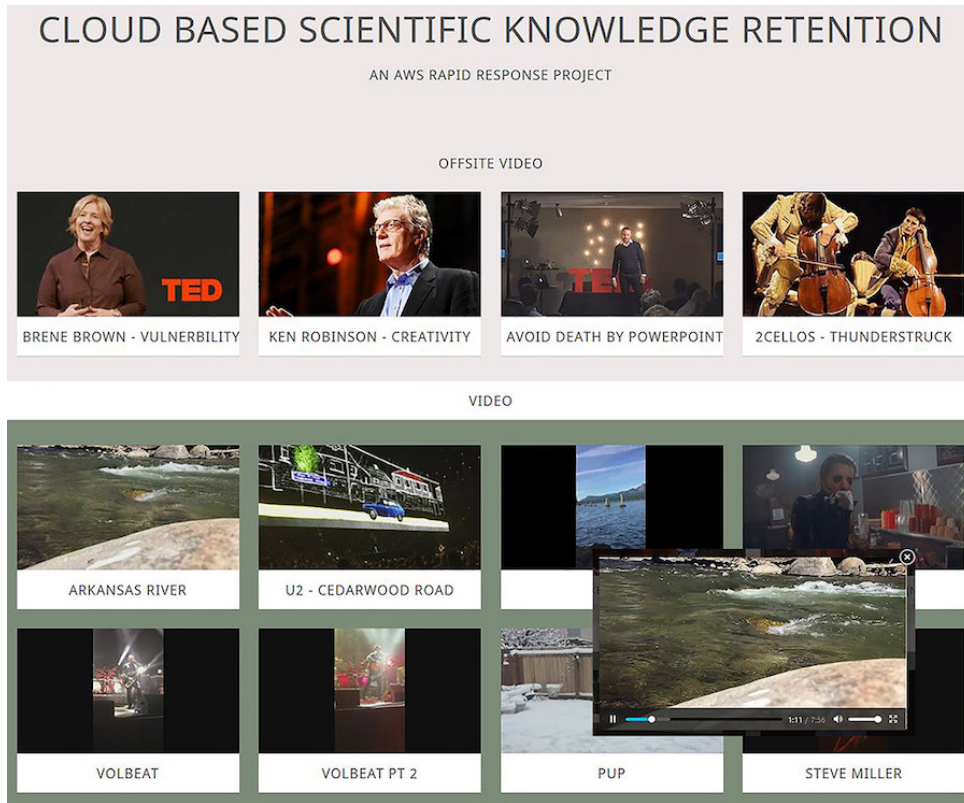 CLOUD BASED SCIENTIFIC KNOWLEDGE RETENTION
AN AWS RAPID RESPONSE PROJECT
OFFSITE VIDEO
TED
TED
BRENE BROWN - VULNERBILITY
KEN ROBINSON - CREATIVITY
AVOID DEATH BY POWERPOINT
2CELLOS - THUNDERSTRUCK
VIDEO
ARKANSAS RIVER
U2 - CEDARWOOD ROAD
1:11 / 7:56
VOLBEAT
VOLBEAT PT 2
PUP
STEVE MILLER